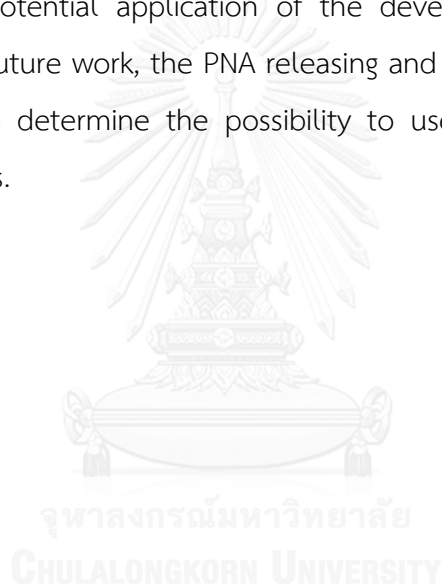 otential application of the deve
uture work, the PNA releasing and
determine the possibility to us
s.
จุฬาลงกรณ์มหาวิทยาลัย
CHULALONGKORN UNIVERSITY